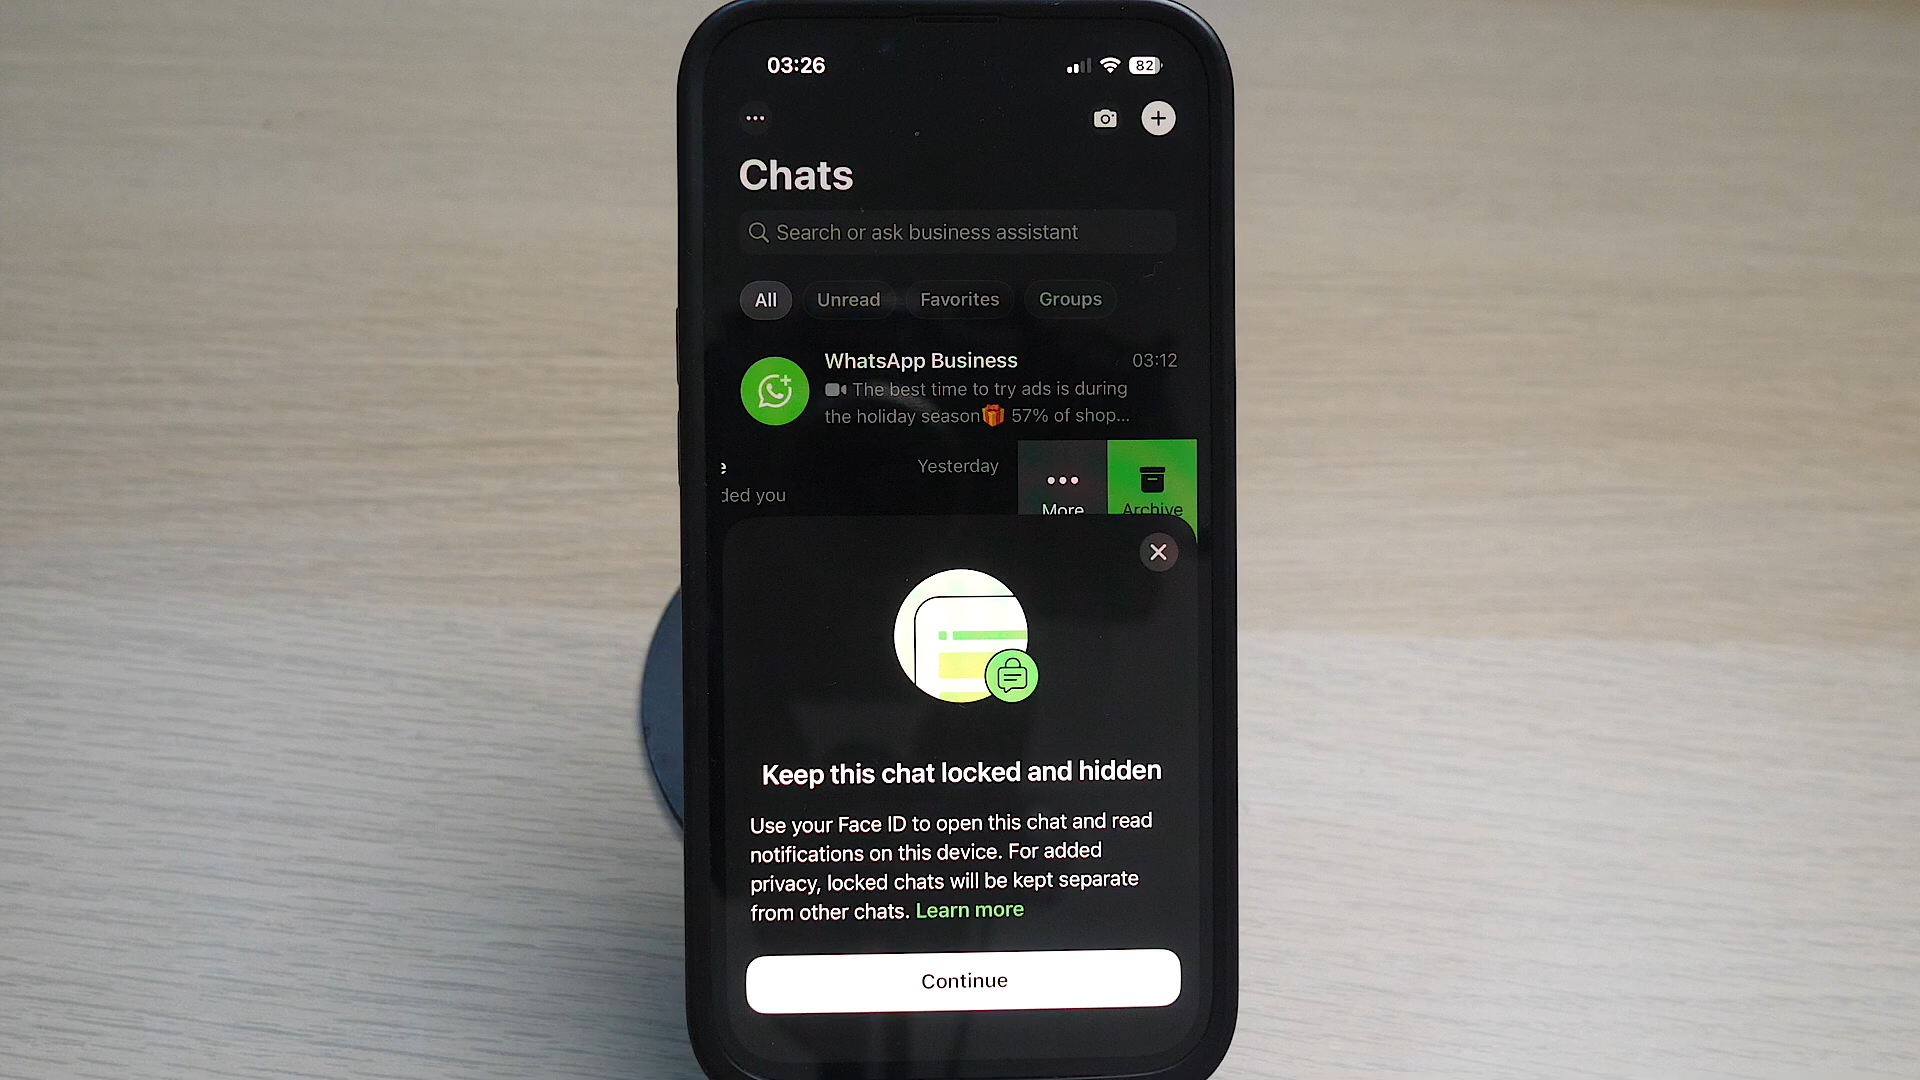 03:26
82
Chats
Search or ask business assistant
All Unread Favorites Groups
WhatsApp Business 03:12
The best time to try ads is during
the holiday season🎁 57% of shop...
e Yesterday
ded you
More Archive
Keep this chat locked and hidden
Use your Face ID to open this chat and read
notifications on this device. For added
privacy, locked chats will be kept separate
from other chats. Learn more
Continue